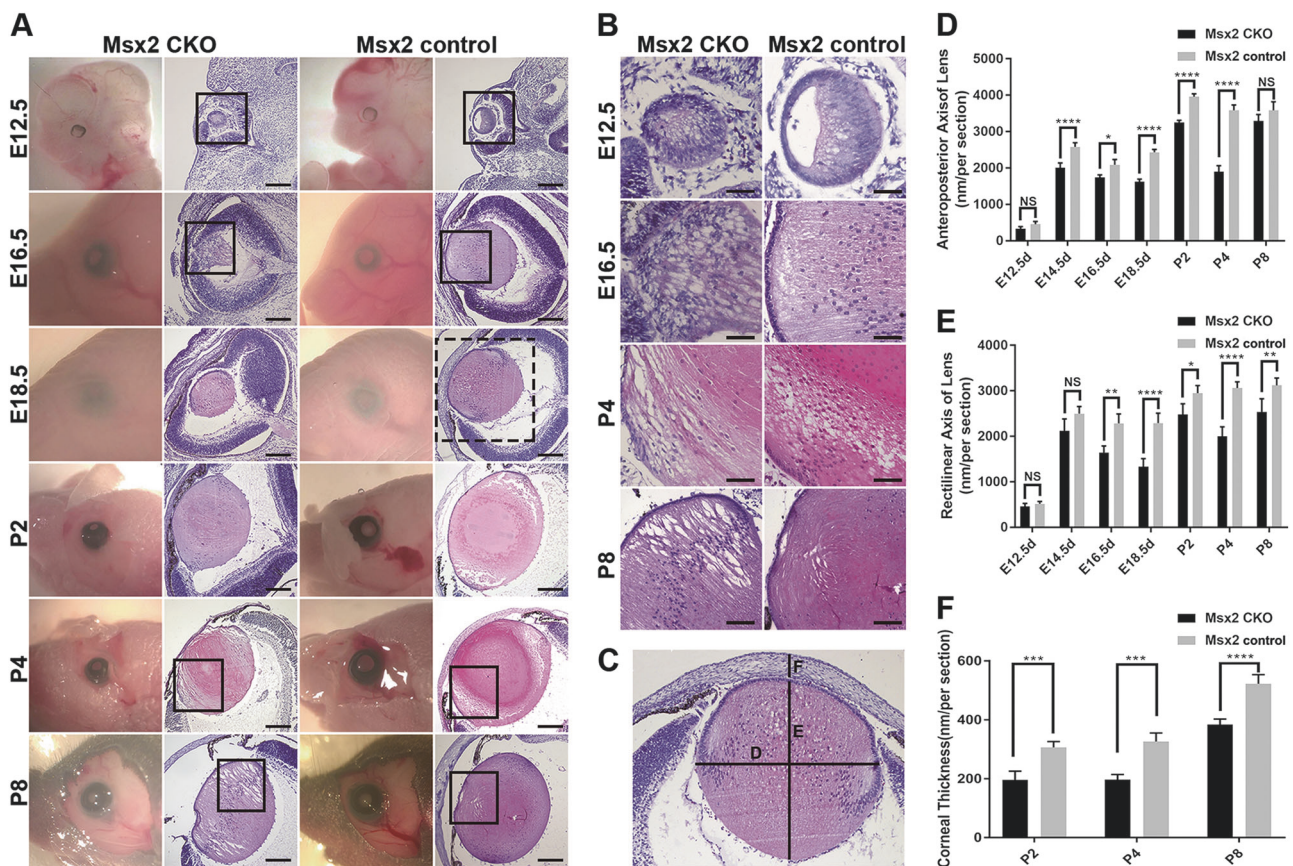 A
Msx2 CKO
Msx2 control
E12.5
E16.5
E18.5
P2
P4
P8
B
Msx2 CKO
Msx2 control
E12.5
E16.5
P4
P8
C
F
E
D
D
Msx2 CKO
Msx2 control
Anteroposterior Axisof Lens
(nm/per section)
5000
4000
3000
2000
1000
0
NS
****
*
****
****
****
NS
E12.5d
E14.5d
E16.5d
E18.5d
P2
P4
P8
E
Msx2 CKO
Msx2 control
Rectilinear Axis of Lens
(nm/per section)
4000
3000
2000
1000
0
NS
NS
**
****
*
****
**
E12.5d
E14.5d
E16.5d
E18.5d
P2
P4
P8
F
Msx2 CKO
Msx2 control
Corneal Thickness(nm/per section)
600
400
200
0
***
***
****
P2
P4
P8